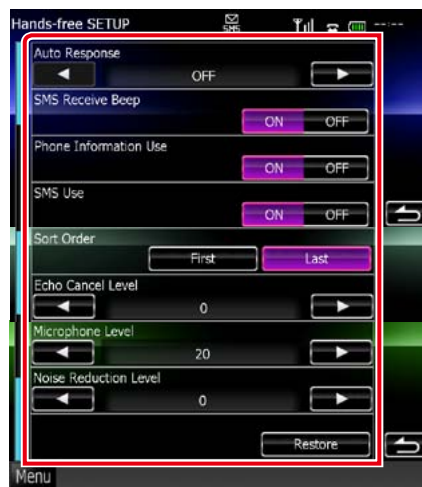 Hands-free SETUP SMS --:--
Auto Response
OFF
SMS Receive Beep
ON OFF
Phone Information Use
ON OFF
SMS Use
ON OFF
Sort Order
First Last
Echo Cancel Level
0
Microphone Level
20
Noise Reduction Level
0
Restore
Menu